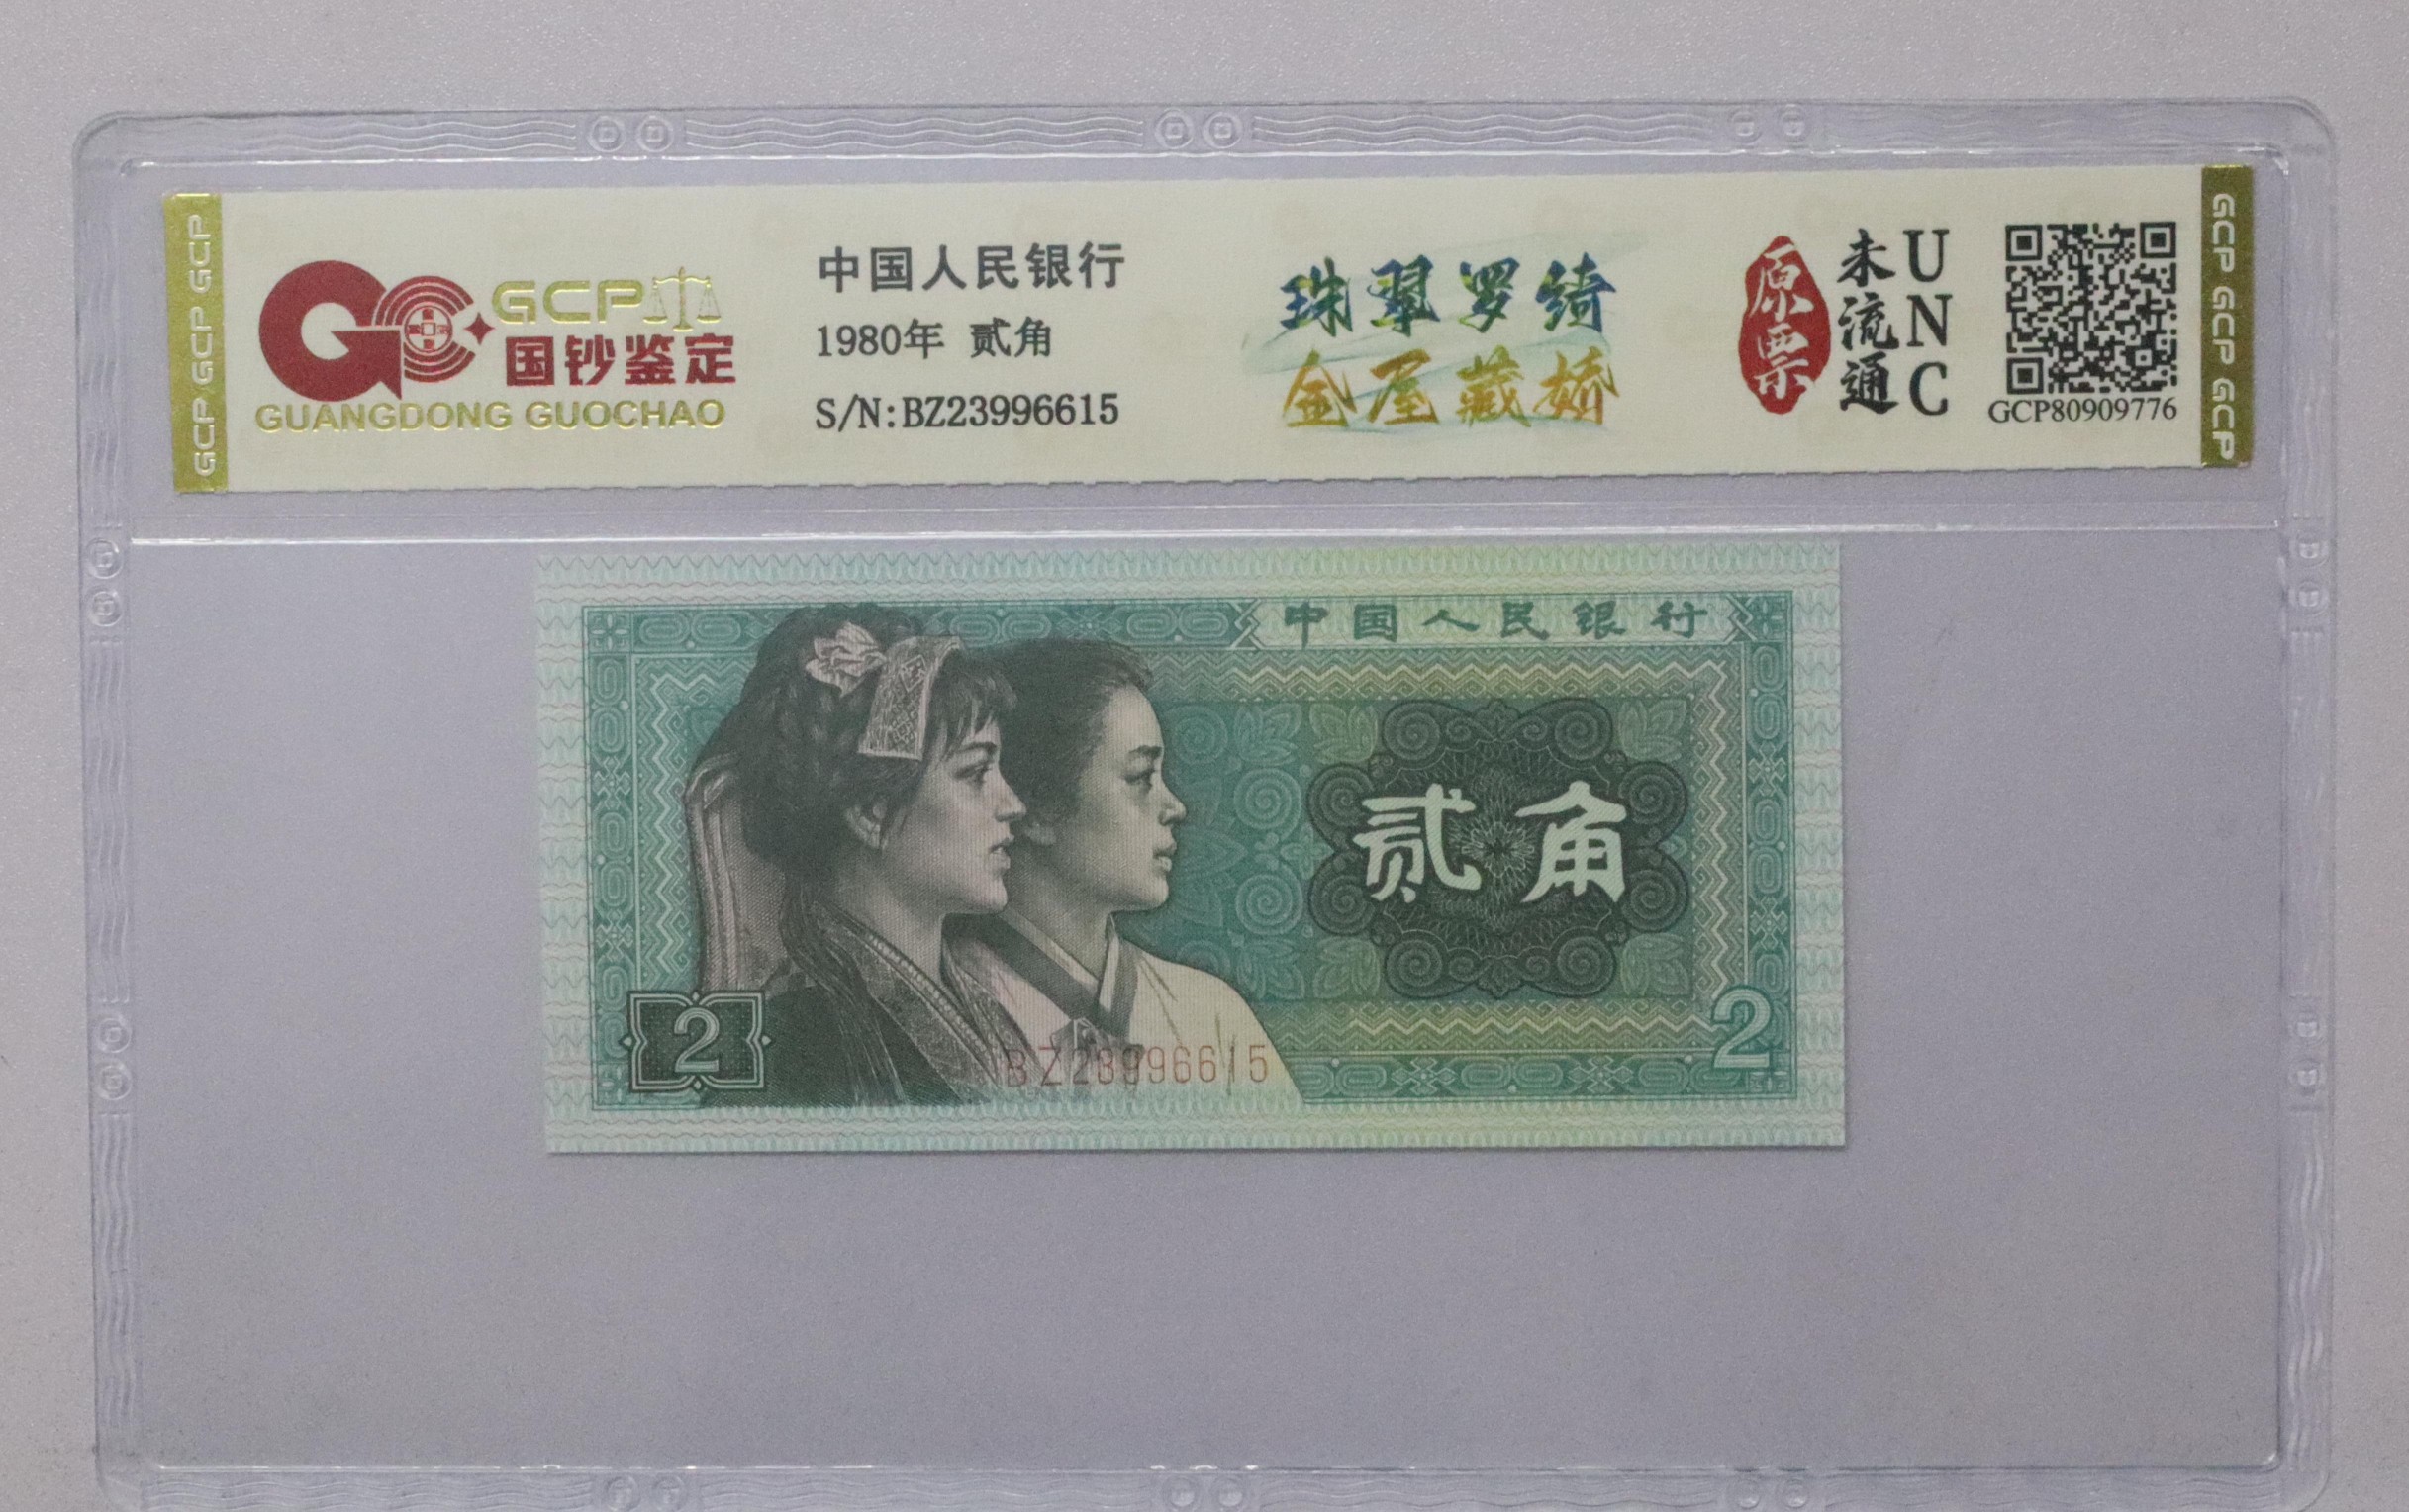 GCP GCP GCP
GCP
国钞鉴定
GUANGDONG GUOCHAO
中国人民银行
1980年 贰角
S/N:BZ23996615
珠翠罗绮
金屋藏娇
原票
未流通
UNC
GCP80909776
GCP GCP GCP
中国人民银行
贰角
2
BZ23996615
2